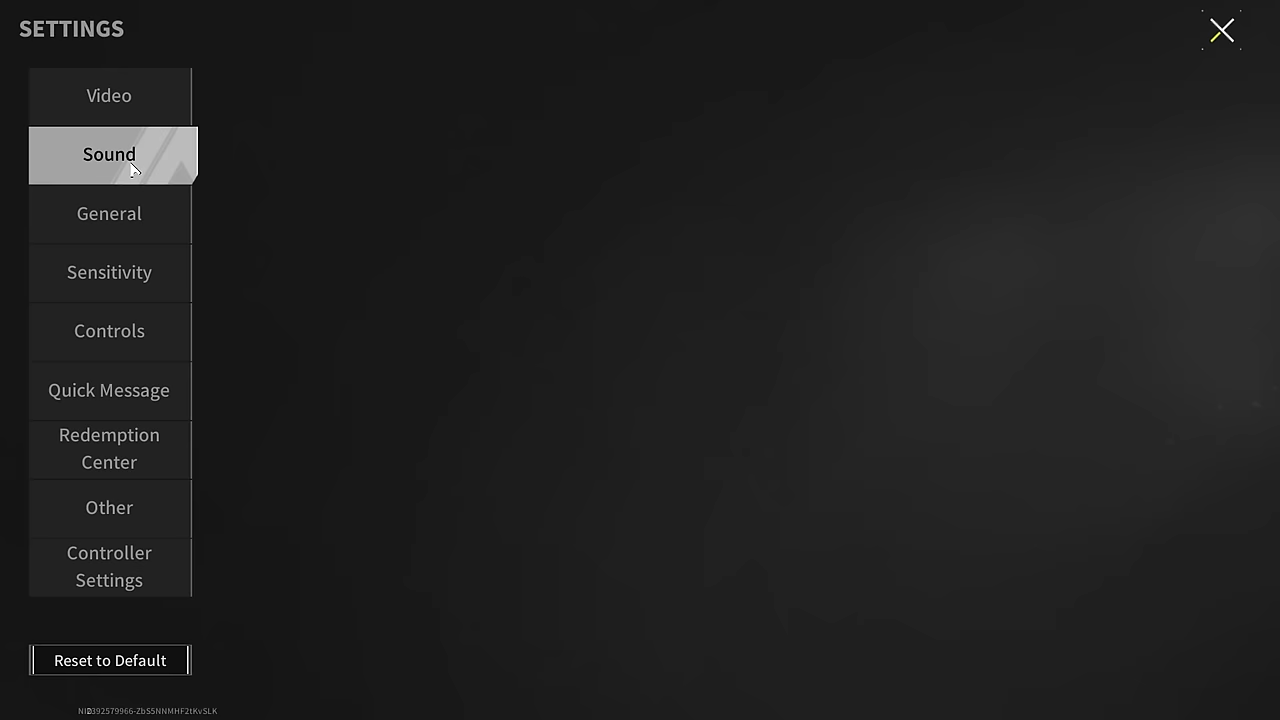 SETTINGS
Video
Sound
General
Sensitivity
Controls
Quick Message
Redemption
Center
Other
Controller
Settings
Reset to Default